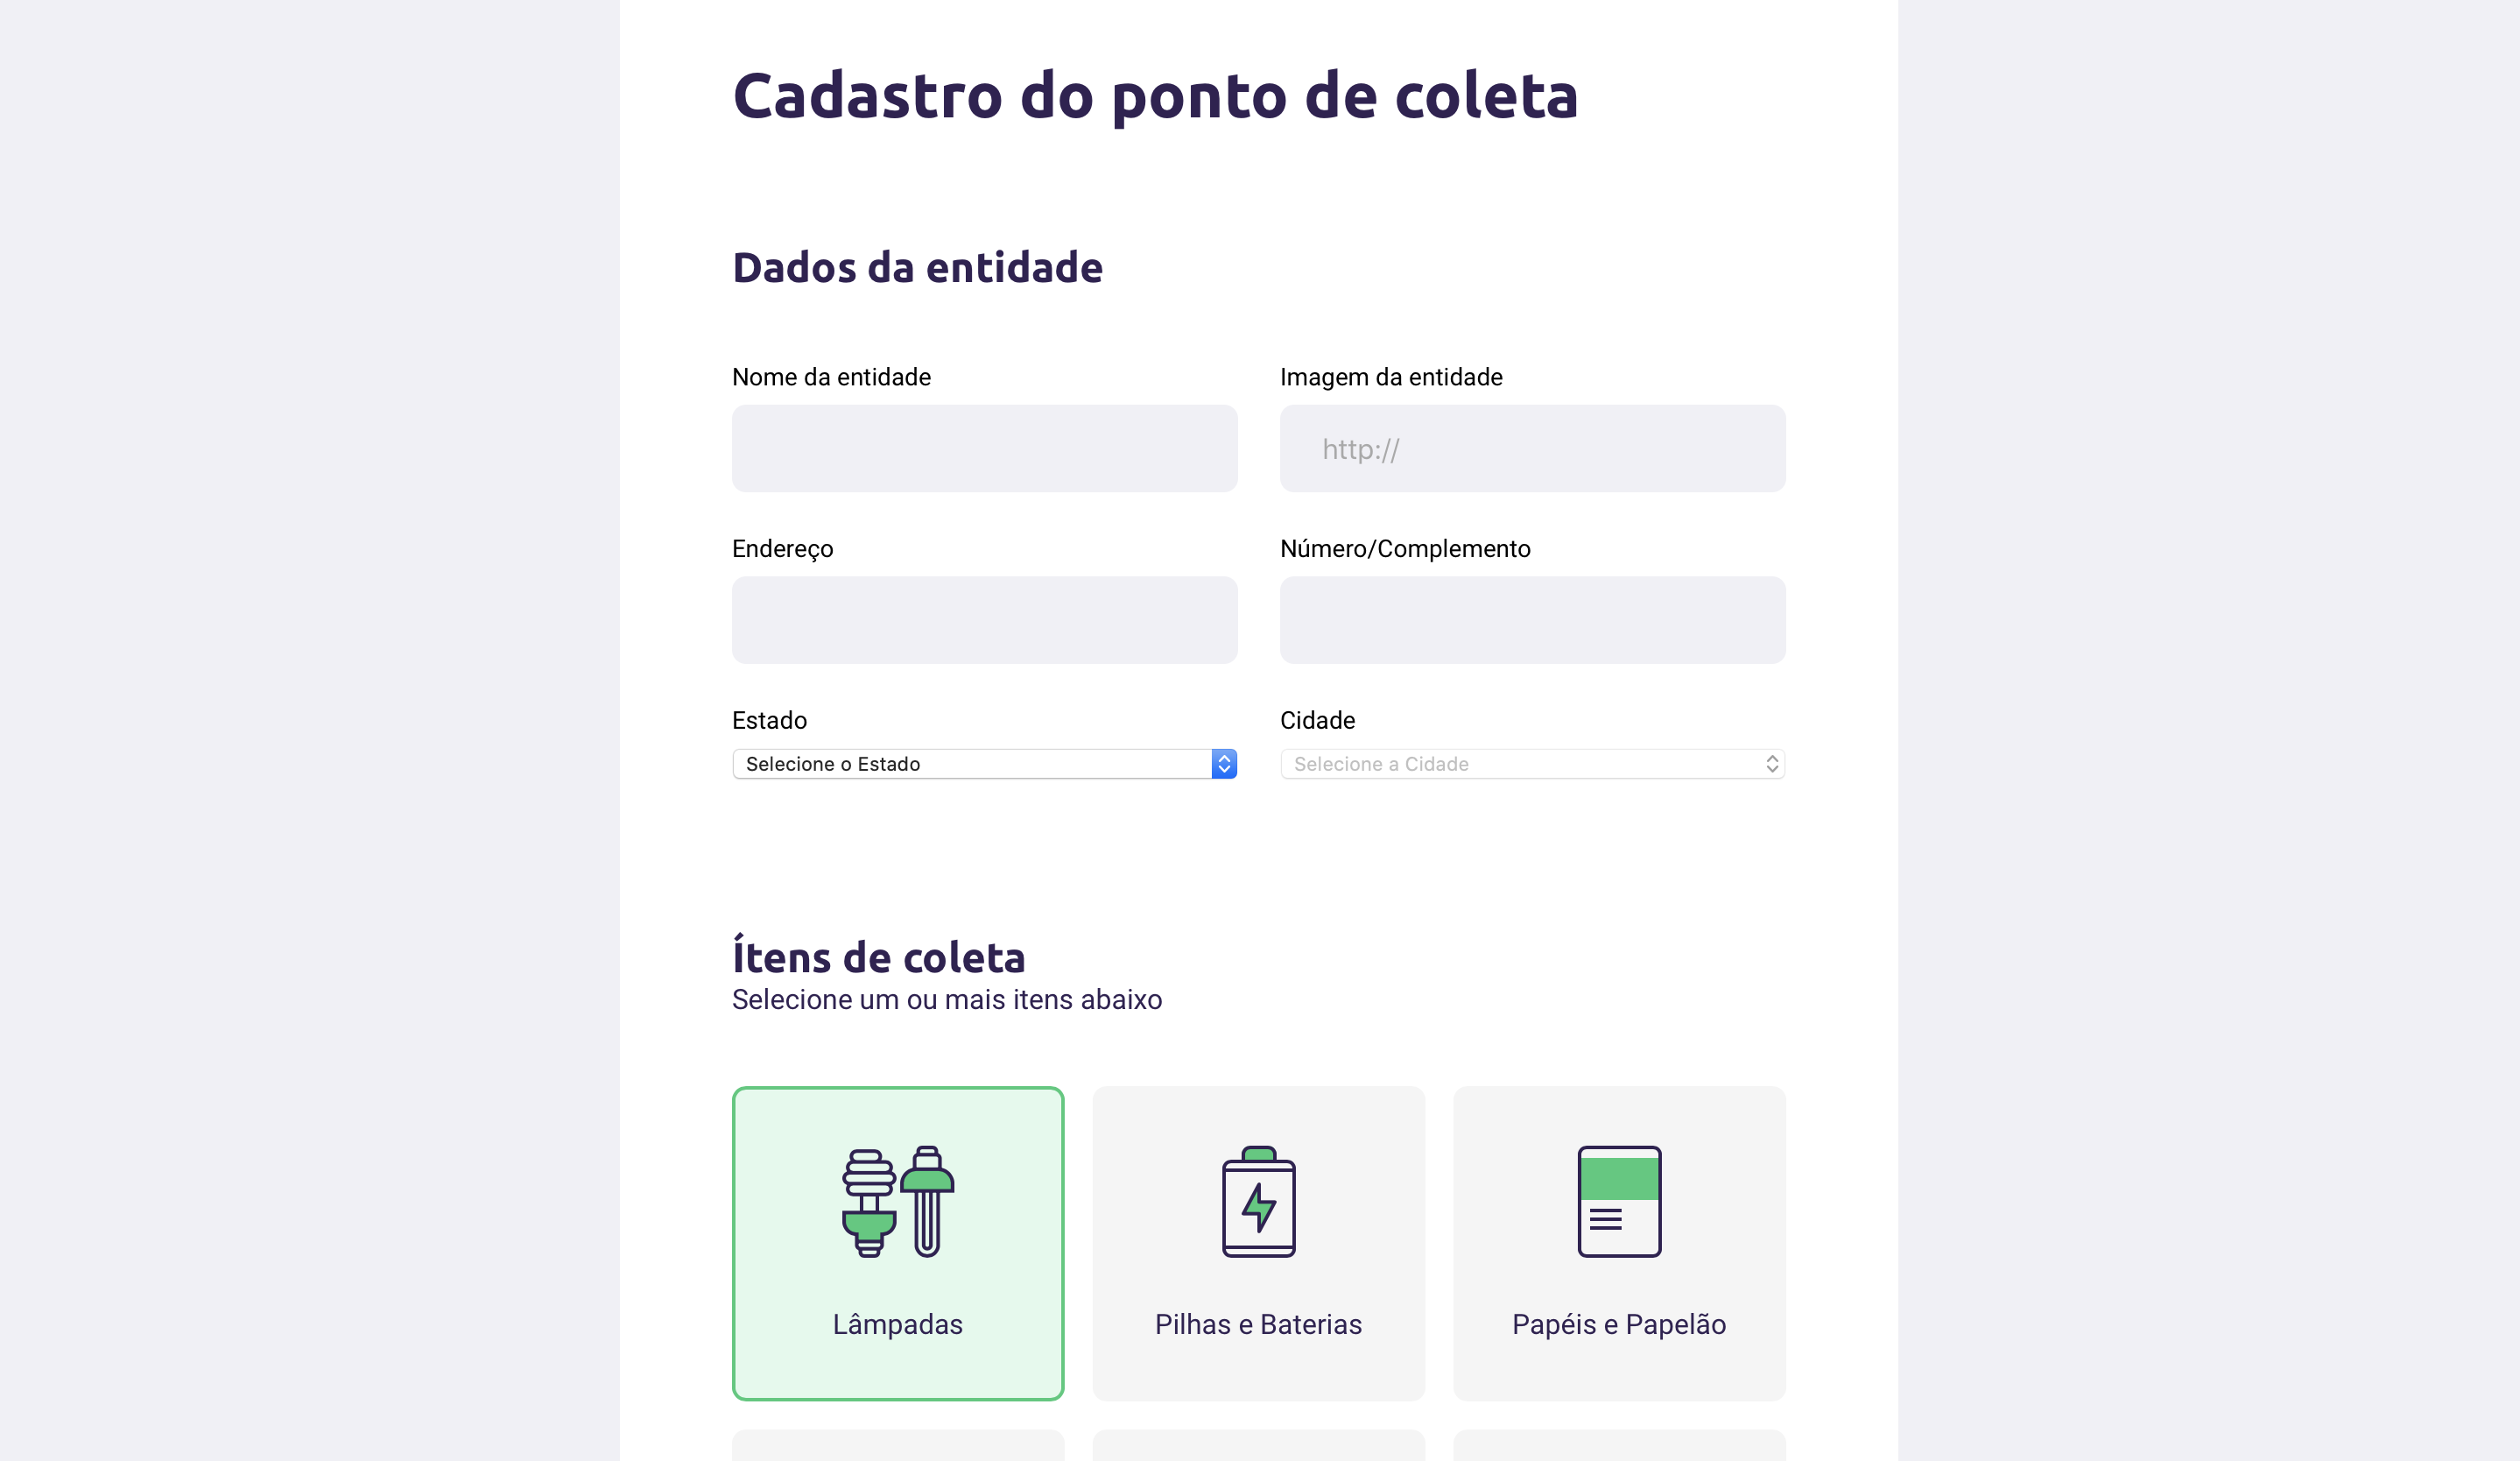 Cadastro do ponto de coleta
Dados da entidade
Nome da entidade
Imagem da entidade
http://
Endereço
Número/Complemento
Estado
Cidade
Selecione o Estado
Selecione a Cidade
Ítens de coleta
Selecione um ou mais itens abaixo
Lâmpadas
Pilhas e Baterias
Papéis e Papelão